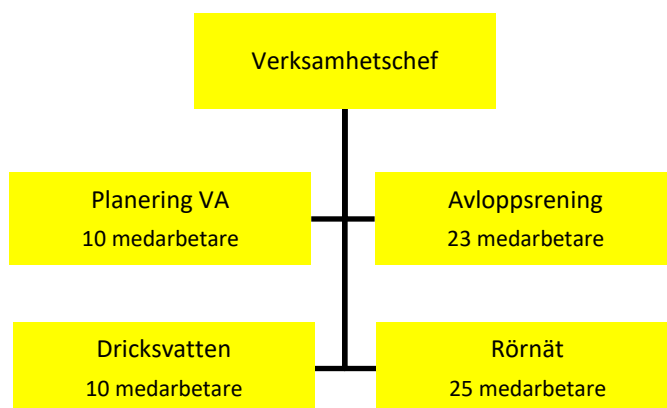 Verksamhetschef
Planering VA
10 medarbetare
Avloppsrening
23 medarbetare
Dricksvatten
10 medarbetare
Rörnät
25 medarbetare